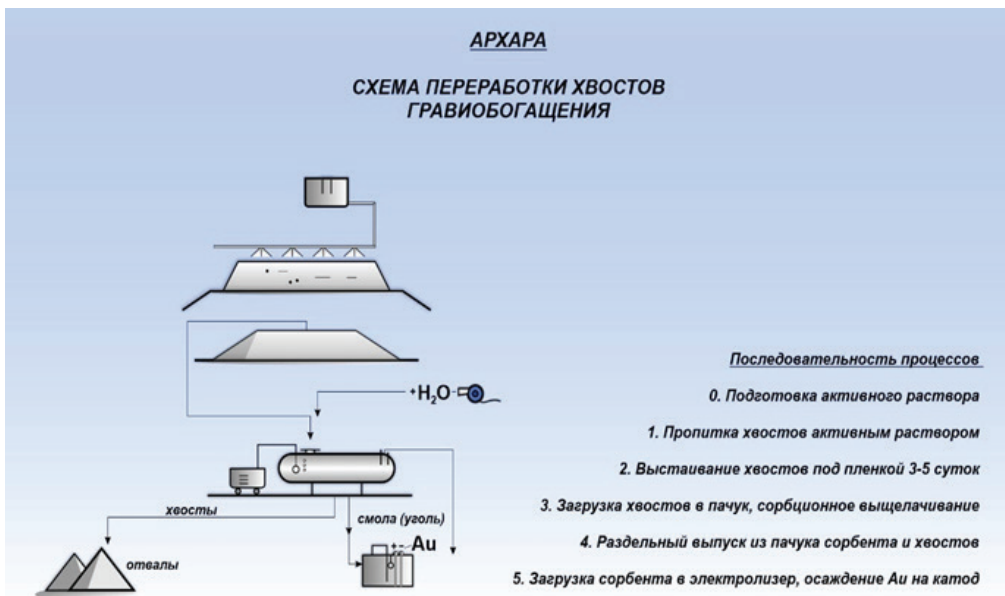 АРХАРА
СХЕМА ПЕРЕРАБОТКИ ХВОСТОВ
ГРАВИОБОГАЩЕНИЯ
+H₂O
Последовательность процессов
0. Подготовка активного раствора
1. Пропитка хвостов активным раствором
2. Выстаивание хвостов под пленкой 3-5 суток
3. Загрузка хвостов в пачук, сорбционное выщелачивание
4. Раздельный выпуск из пачука сорбента и хвостов
5. Загрузка сорбента в электролизер, осаждение Au на катод
хвосты
смола (уголь)
+ - Au
отвалы